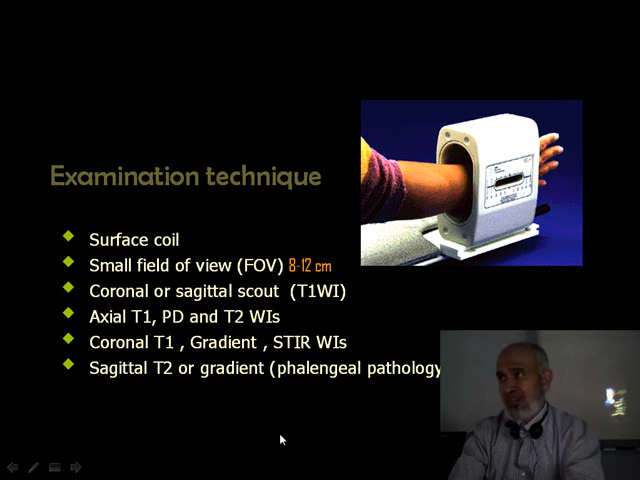 Examination technique
Surface coil
Small field of view (FOV) 8-12 cm
Coronal or sagittal scout (T1WI)
Axial T1, PD and T2 WIs
Coronal T1 , Gradient , STIR WIs
Sagittal T2 or gradient (phalengeal pathology